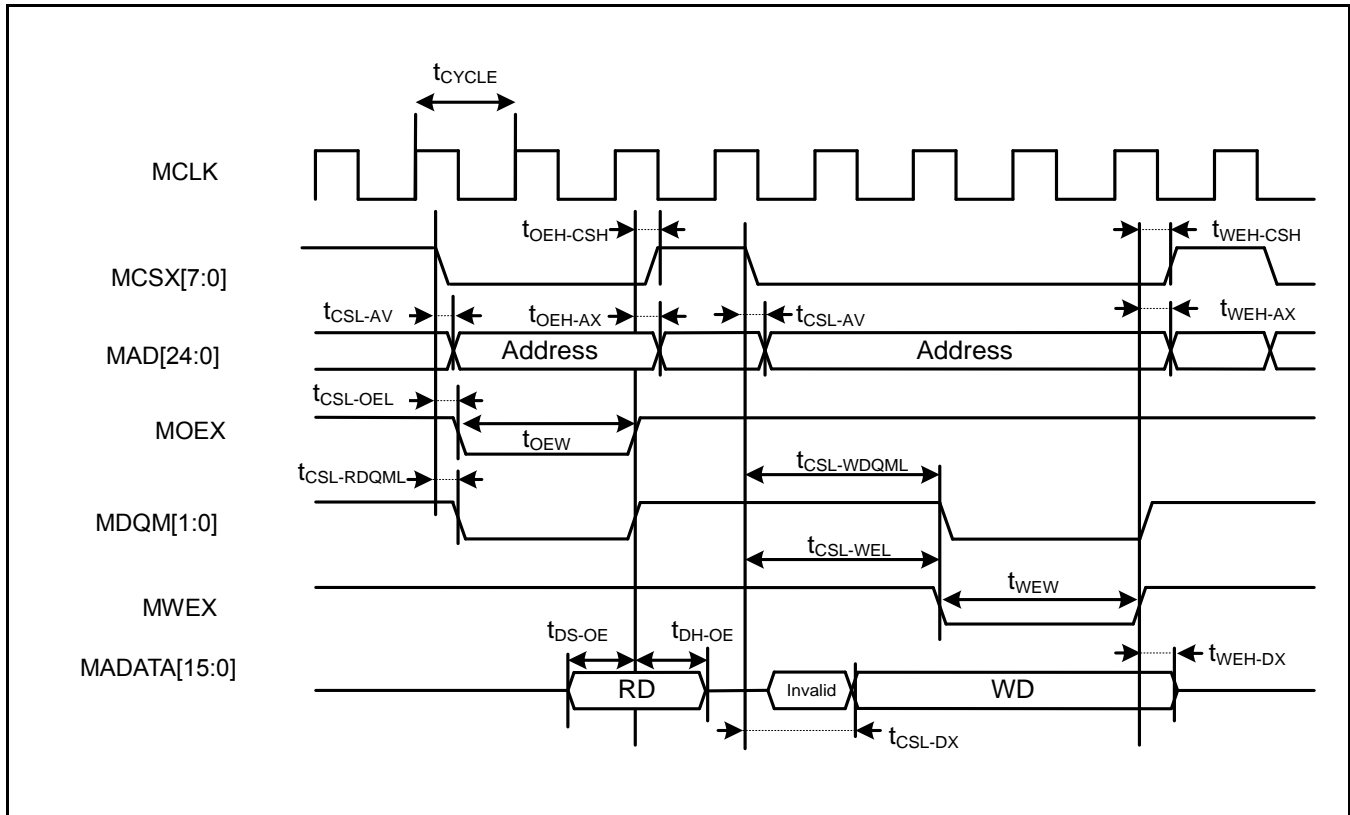 tCYCLE
MCLK
tOEH-CSH
tWEH-CSH
MCSX[7:0]
tCSL-AV
tOEH-AX
tCSL-AV
tWEH-AX
MAD[24:0]
Address
Address
tCSL-OEL
MOEX
tOEW
tCSL-RDQML
tCSL-WDQML
MDQM[1:0]
tCSL-WEL
tWEW
MWEX
tDS-OE
tDH-OE
tWEH-DX
MADATA[15:0]
RD
Invalid
WD
tCSL-DX